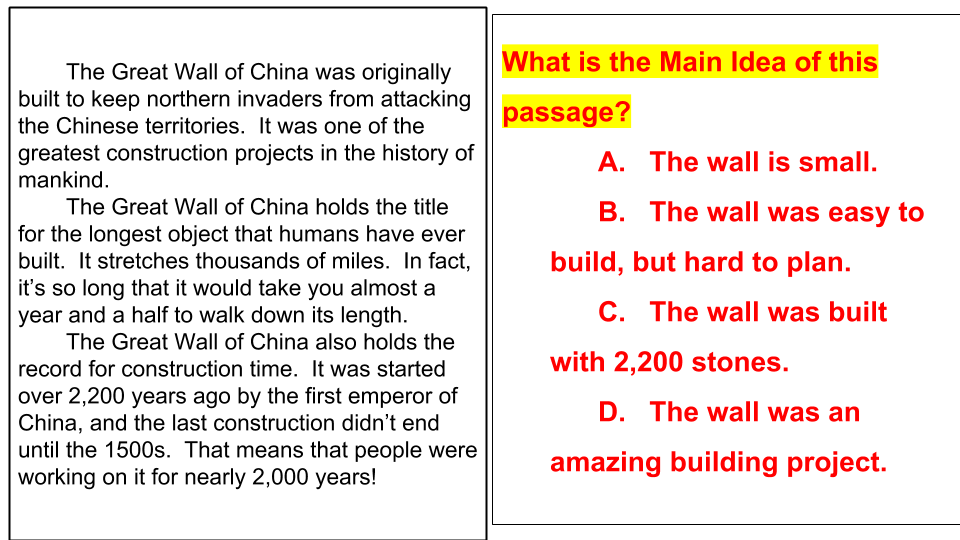 The Great Wall of China was originally
built to keep northern invaders from attacking
the Chinese territories.  It was one of the
greatest construction projects in the history of
mankind.
The Great Wall of China holds the title
for the longest object that humans have ever
built.  It stretches thousands of miles.  In fact,
it’s so long that it would take you almost a
year and a half to walk down its length.
The Great Wall of China also holds the
record for construction time.  It was started
over 2,200 years ago by the first emperor of
China, and the last construction didn’t end
until the 1500s.  That means that people were
working on it for nearly 2,000 years!
What is the Main Idea of this
passage?
A. The wall is small.
B. The wall was easy to
build, but hard to plan.
C. The wall was built
with 2,200 stones.
D. The wall was an
amazing building project.